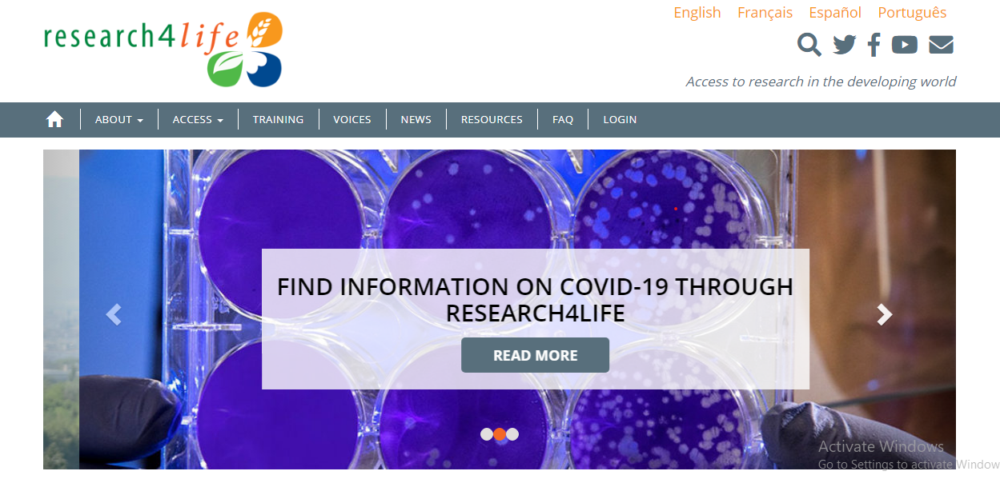 research4life
English Français Español Português
Access to research in the developing world
ABOUT ACCESS TRAINING VOICES NEWS RESOURCES FAQ LOGIN
FIND INFORMATION ON COVID-19 THROUGH
RESEARCH4LIFE
READ MORE
Activate Windows
Go to Settings to activate Window